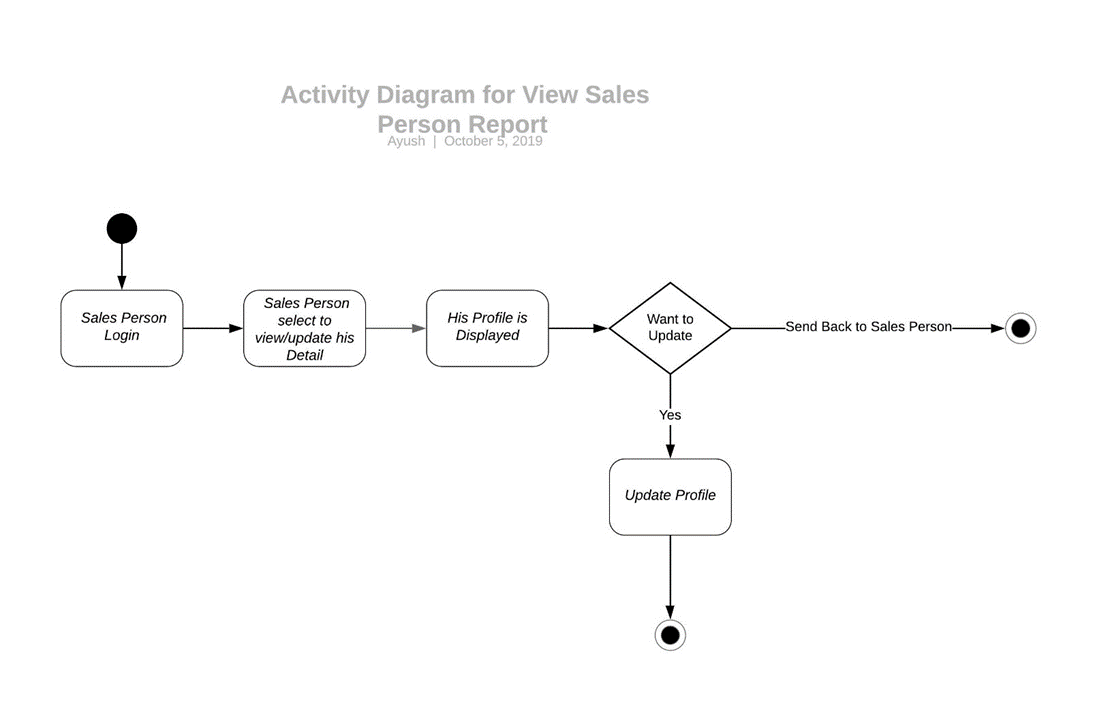 Activity Diagram for View Sales
Person Report
Ayush | October 5, 2019
Sales Person
Login
Sales Person
select to
view/update his
Detail
His Profile is
Displayed
Want to
Update
Send Back to Sales Person
Yes
Update Profile